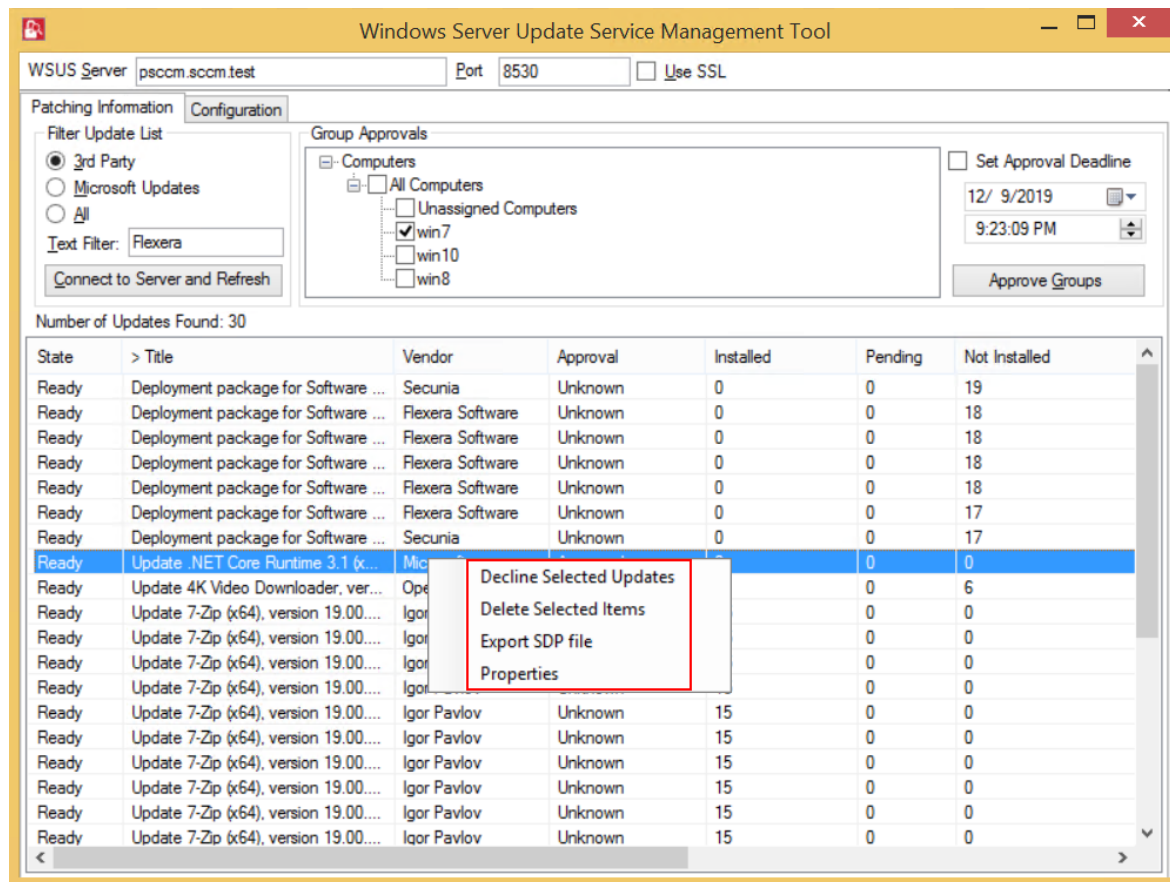 Windows Server Update Service Management Tool
WSUS Server psccm.sccm.test Port 8530 Use SSL
Patching Information Configuration
Filter Update List Group Approvals
3rd Party Computers Set Approval Deadline
Microsoft Updates All Computers 12/ 9/2019
All Unassigned Computers
win7 9:23:09 PM
Text Filter: Flexera win10
Connect to Server and Refresh win8 Approve Groups
Number of Updates Found: 30
State > Title Vendor Approval Installed Pending Not Installed
Ready Deployment package for Software ... Secunia Unknown 0 0 19
Ready Deployment package for Software ... Flexera Software Unknown 0 0 18
Ready Deployment package for Software ... Flexera Software Unknown 0 0 18
Ready Deployment package for Software ... Flexera Software Unknown 0 0 18
Ready Deployment package for Software ... Flexera Software Unknown 0 0 18
Ready Deployment package for Software ... Flexera Software Unknown 0 0 17
Ready Deployment package for Software ... Secunia Unknown 0 0 17
Ready Update .NET Core Runtime 3.1 (x... 0 0
Decline Selected Updates
Ready Update 4K Video Downloader, ver... 0 6
Delete Selected Items
Ready Update 7-Zip (x64), version 19.00.... 0 0
Export SDP file
Ready Update 7-Zip (x64), version 19.00.... 0 0
Properties
Ready Update 7-Zip (x64), version 19.00.... 0 0
Ready Update 7-Zip (x64), version 19.00.... 0 0
Ready Update 7-Zip (x64), version 19.00.... Igor Pavlov Unknown 15 0 0
Ready Update 7-Zip (x64), version 19.00.... Igor Pavlov Unknown 15 0 0
Ready Update 7-Zip (x64), version 19.00.... Igor Pavlov Unknown 15 0 0
Ready Update 7-Zip (x64), version 19.00.... Igor Pavlov Unknown 15 0 0
Ready Update 7-Zip (x64), version 19.00.... Igor Pavlov Unknown 15 0 0
Ready Update 7-Zip (x64), version 19.00.... Igor Pavlov Unknown 15 0 0